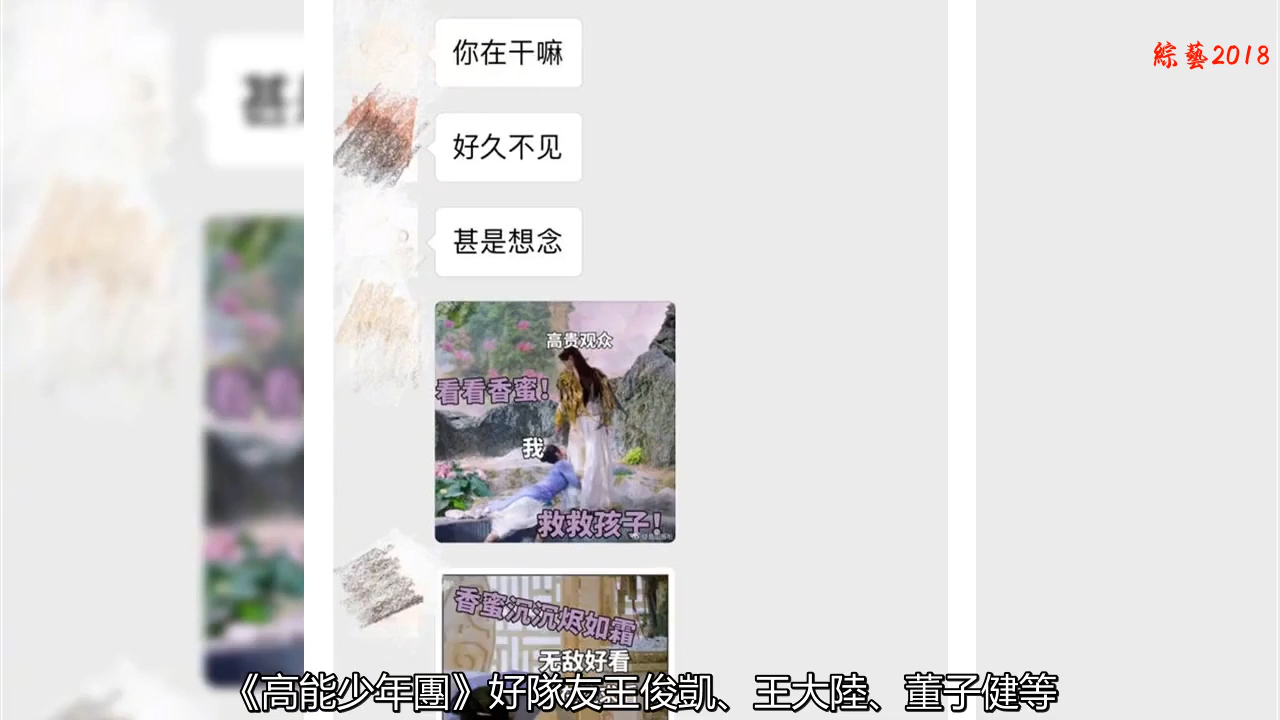 綜藝2018
你在干嘛
好久不见
甚是想念
高贵观众
看看香蜜!
我
救救孩子!
香蜜沉沉烬如霜
无敌好看
《高能少年團》好隊友王俊凱、王大陸、董子健等